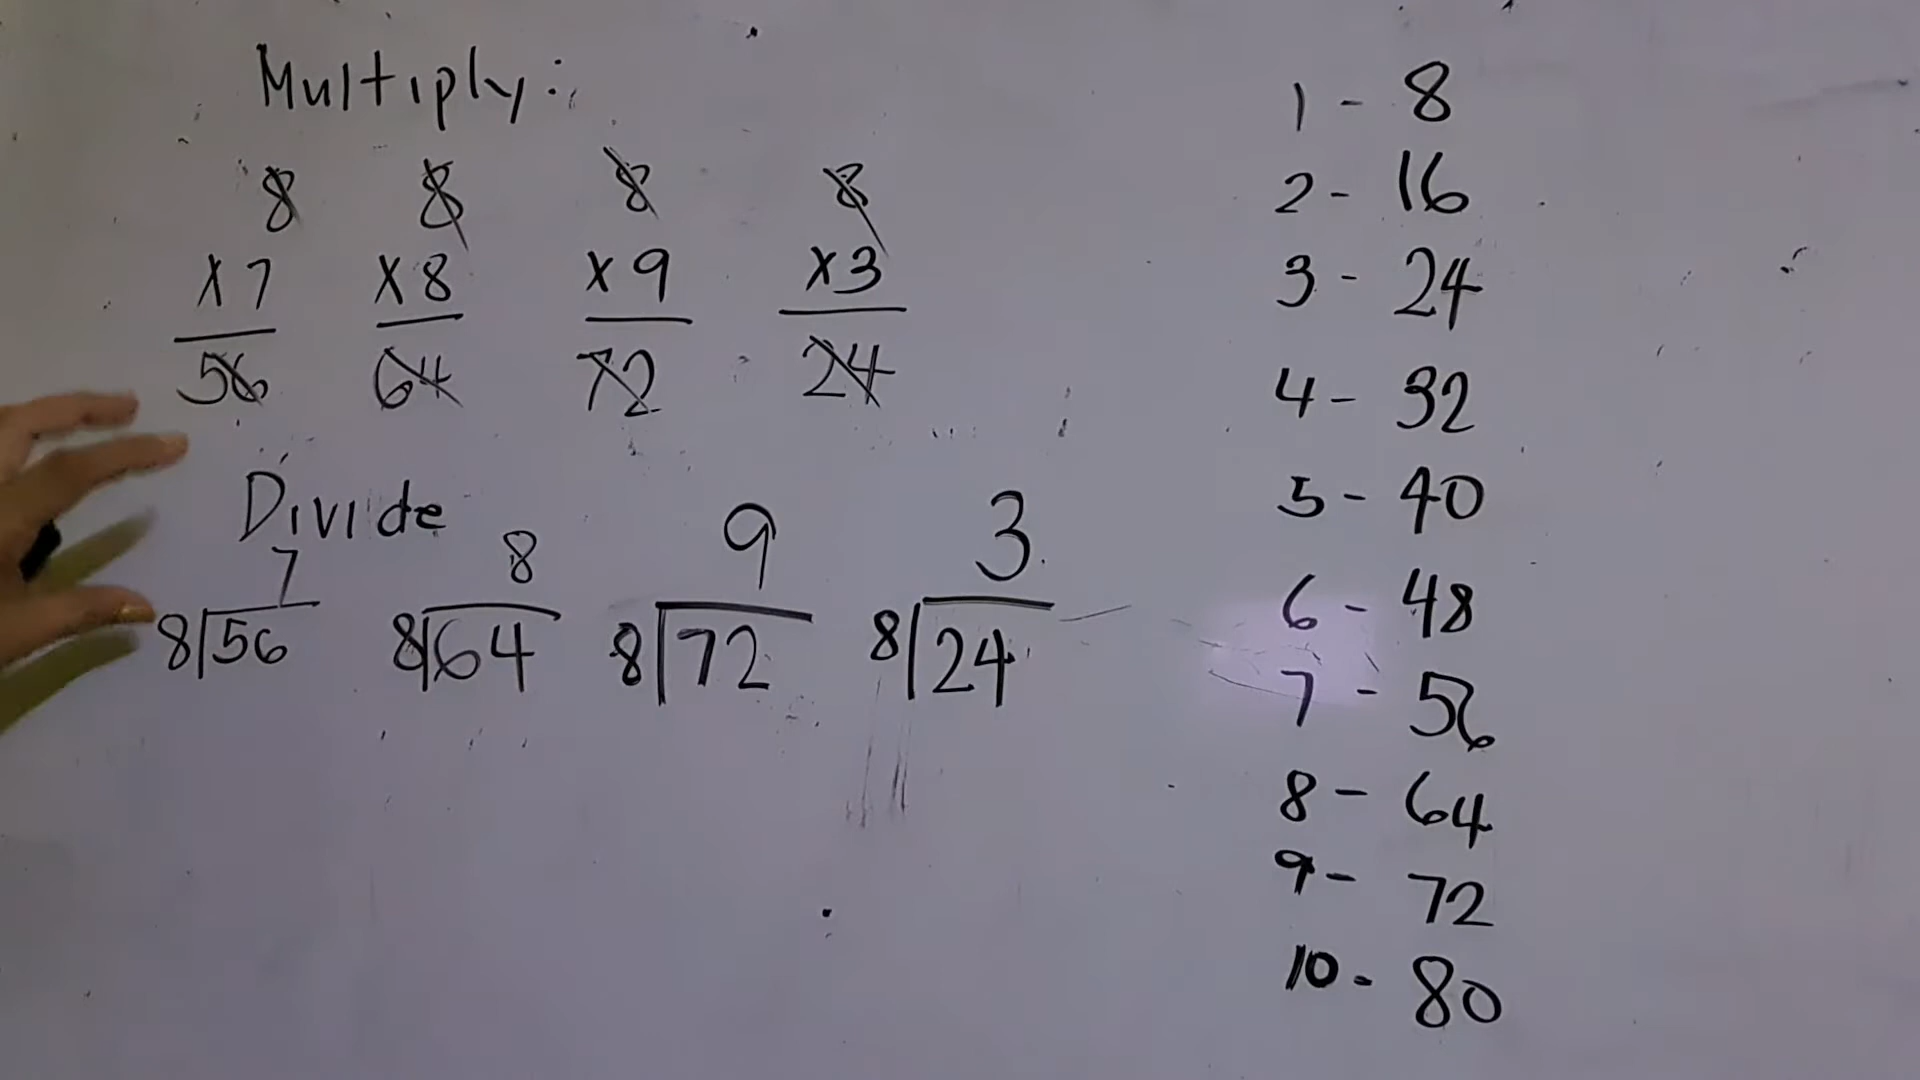 Multiply:
8 8 8 8
x7 x8 x9 x3
56 64 72 24
Divide
7 8 9 3
8)56 8)64 8)72 8)24
1 - 8
2 - 16
3 - 24
4 - 32
5 - 40
6 - 48
7 - 56
8 - 64
9 - 72
10 - 80